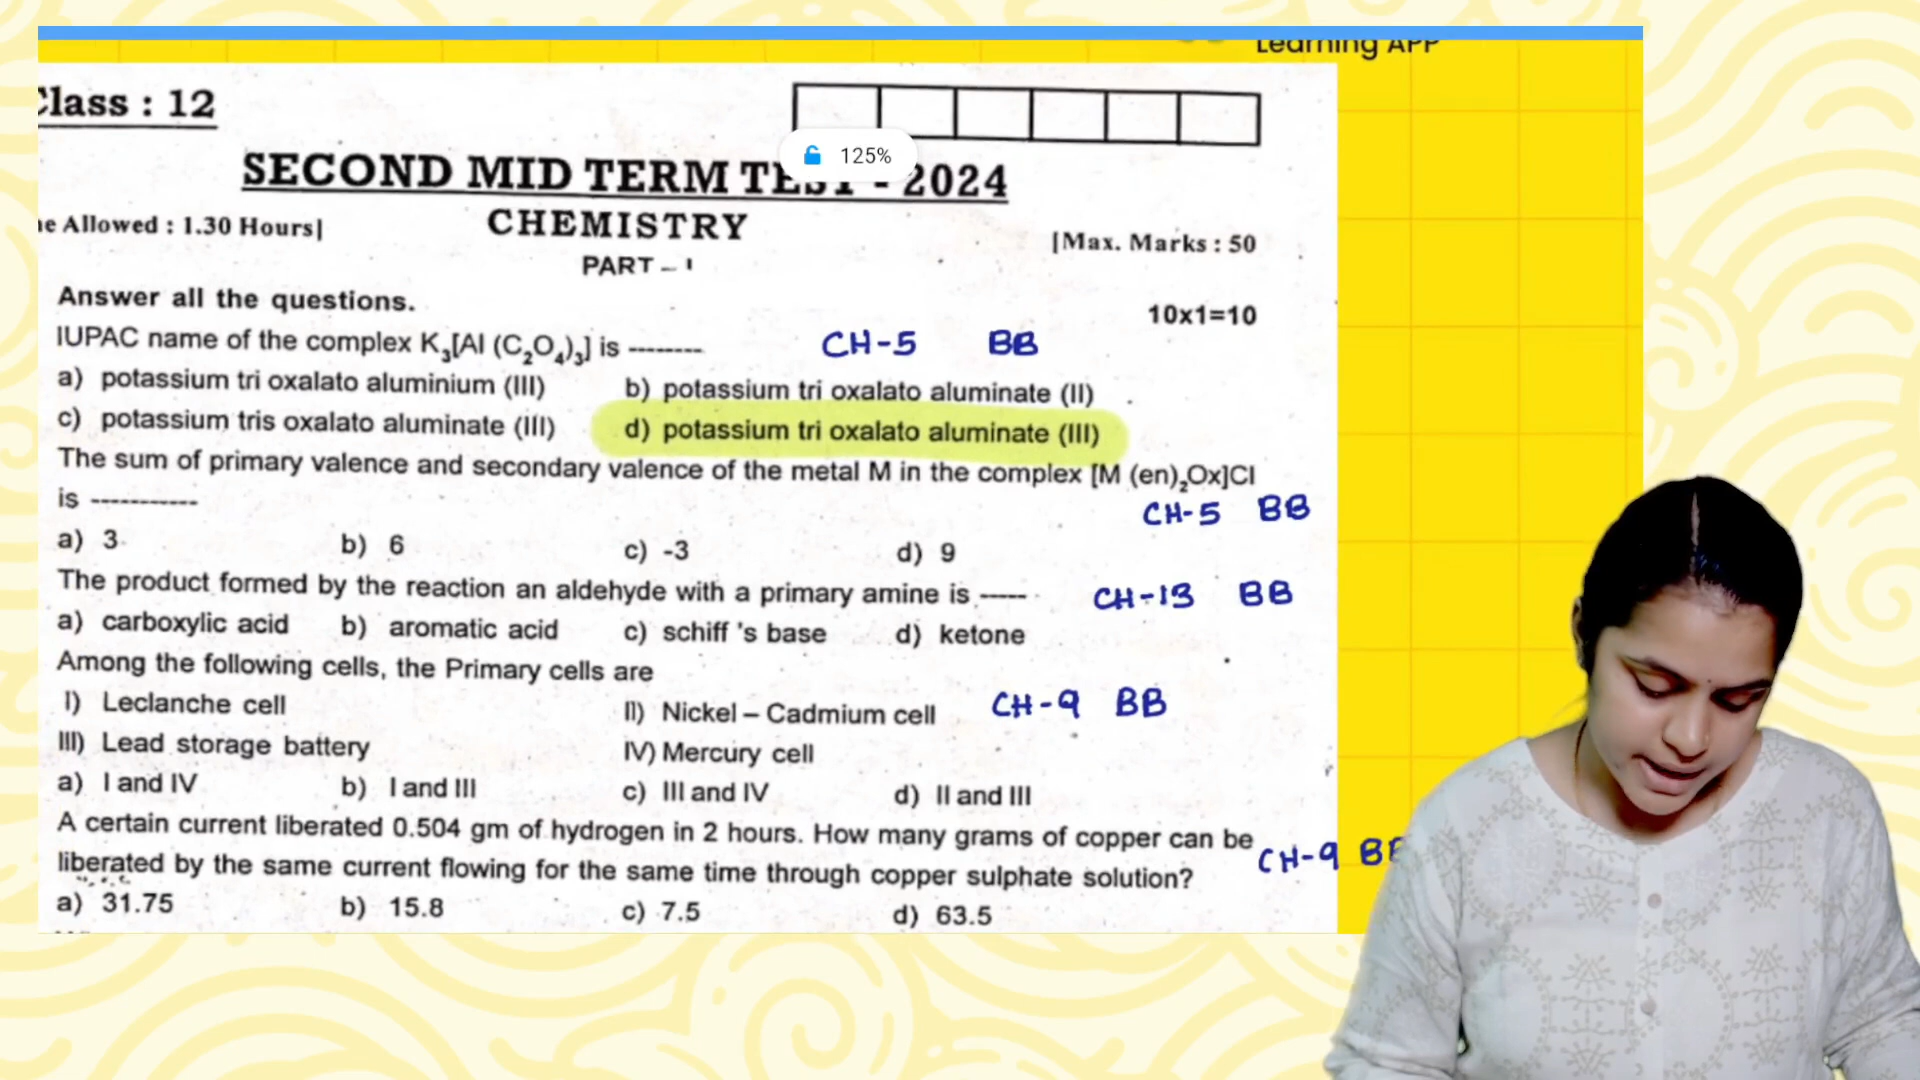 Learning APP
Class : 12
125%
SECOND MID TERM TEST - 2024
e Allowed : 1.30 Hours]
CHEMISTRY
[Max. Marks : 50
PART – I
Answer all the questions.
10x1=10
IUPAC name of the complex K₃[Al (C₂O₄)₃] is --------
CH-5 BB
a) potassium tri oxalato aluminium (III)
b) potassium tri oxalato aluminate (II)
c) potassium tris oxalato aluminate (III)
d) potassium tri oxalato aluminate (III)
The sum of primary valence and secondary valence of the metal M in the complex [M (en)₂Ox]Cl
is -----------
CH-5 BB
a) 3
b) 6
c) -3
d) 9
The product formed by the reaction an aldehyde with a primary amine is -----
CH-13 BB
a) carboxylic acid
b) aromatic acid
c) schiff 's base
d) ketone
Among the following cells, the Primary cells are
I) Leclanche cell
II) Nickel – Cadmium cell
CH-9 BB
III) Lead storage battery
IV) Mercury cell
a) I and IV
b) I and III
c) III and IV
d) II and III
A certain current liberated 0.504 gm of hydrogen in 2 hours. How many grams of copper can be
liberated by the same current flowing for the same time through copper sulphate solution?
CH-9 BB
a) 31.75
b) 15.8
c) 7.5
d) 63.5